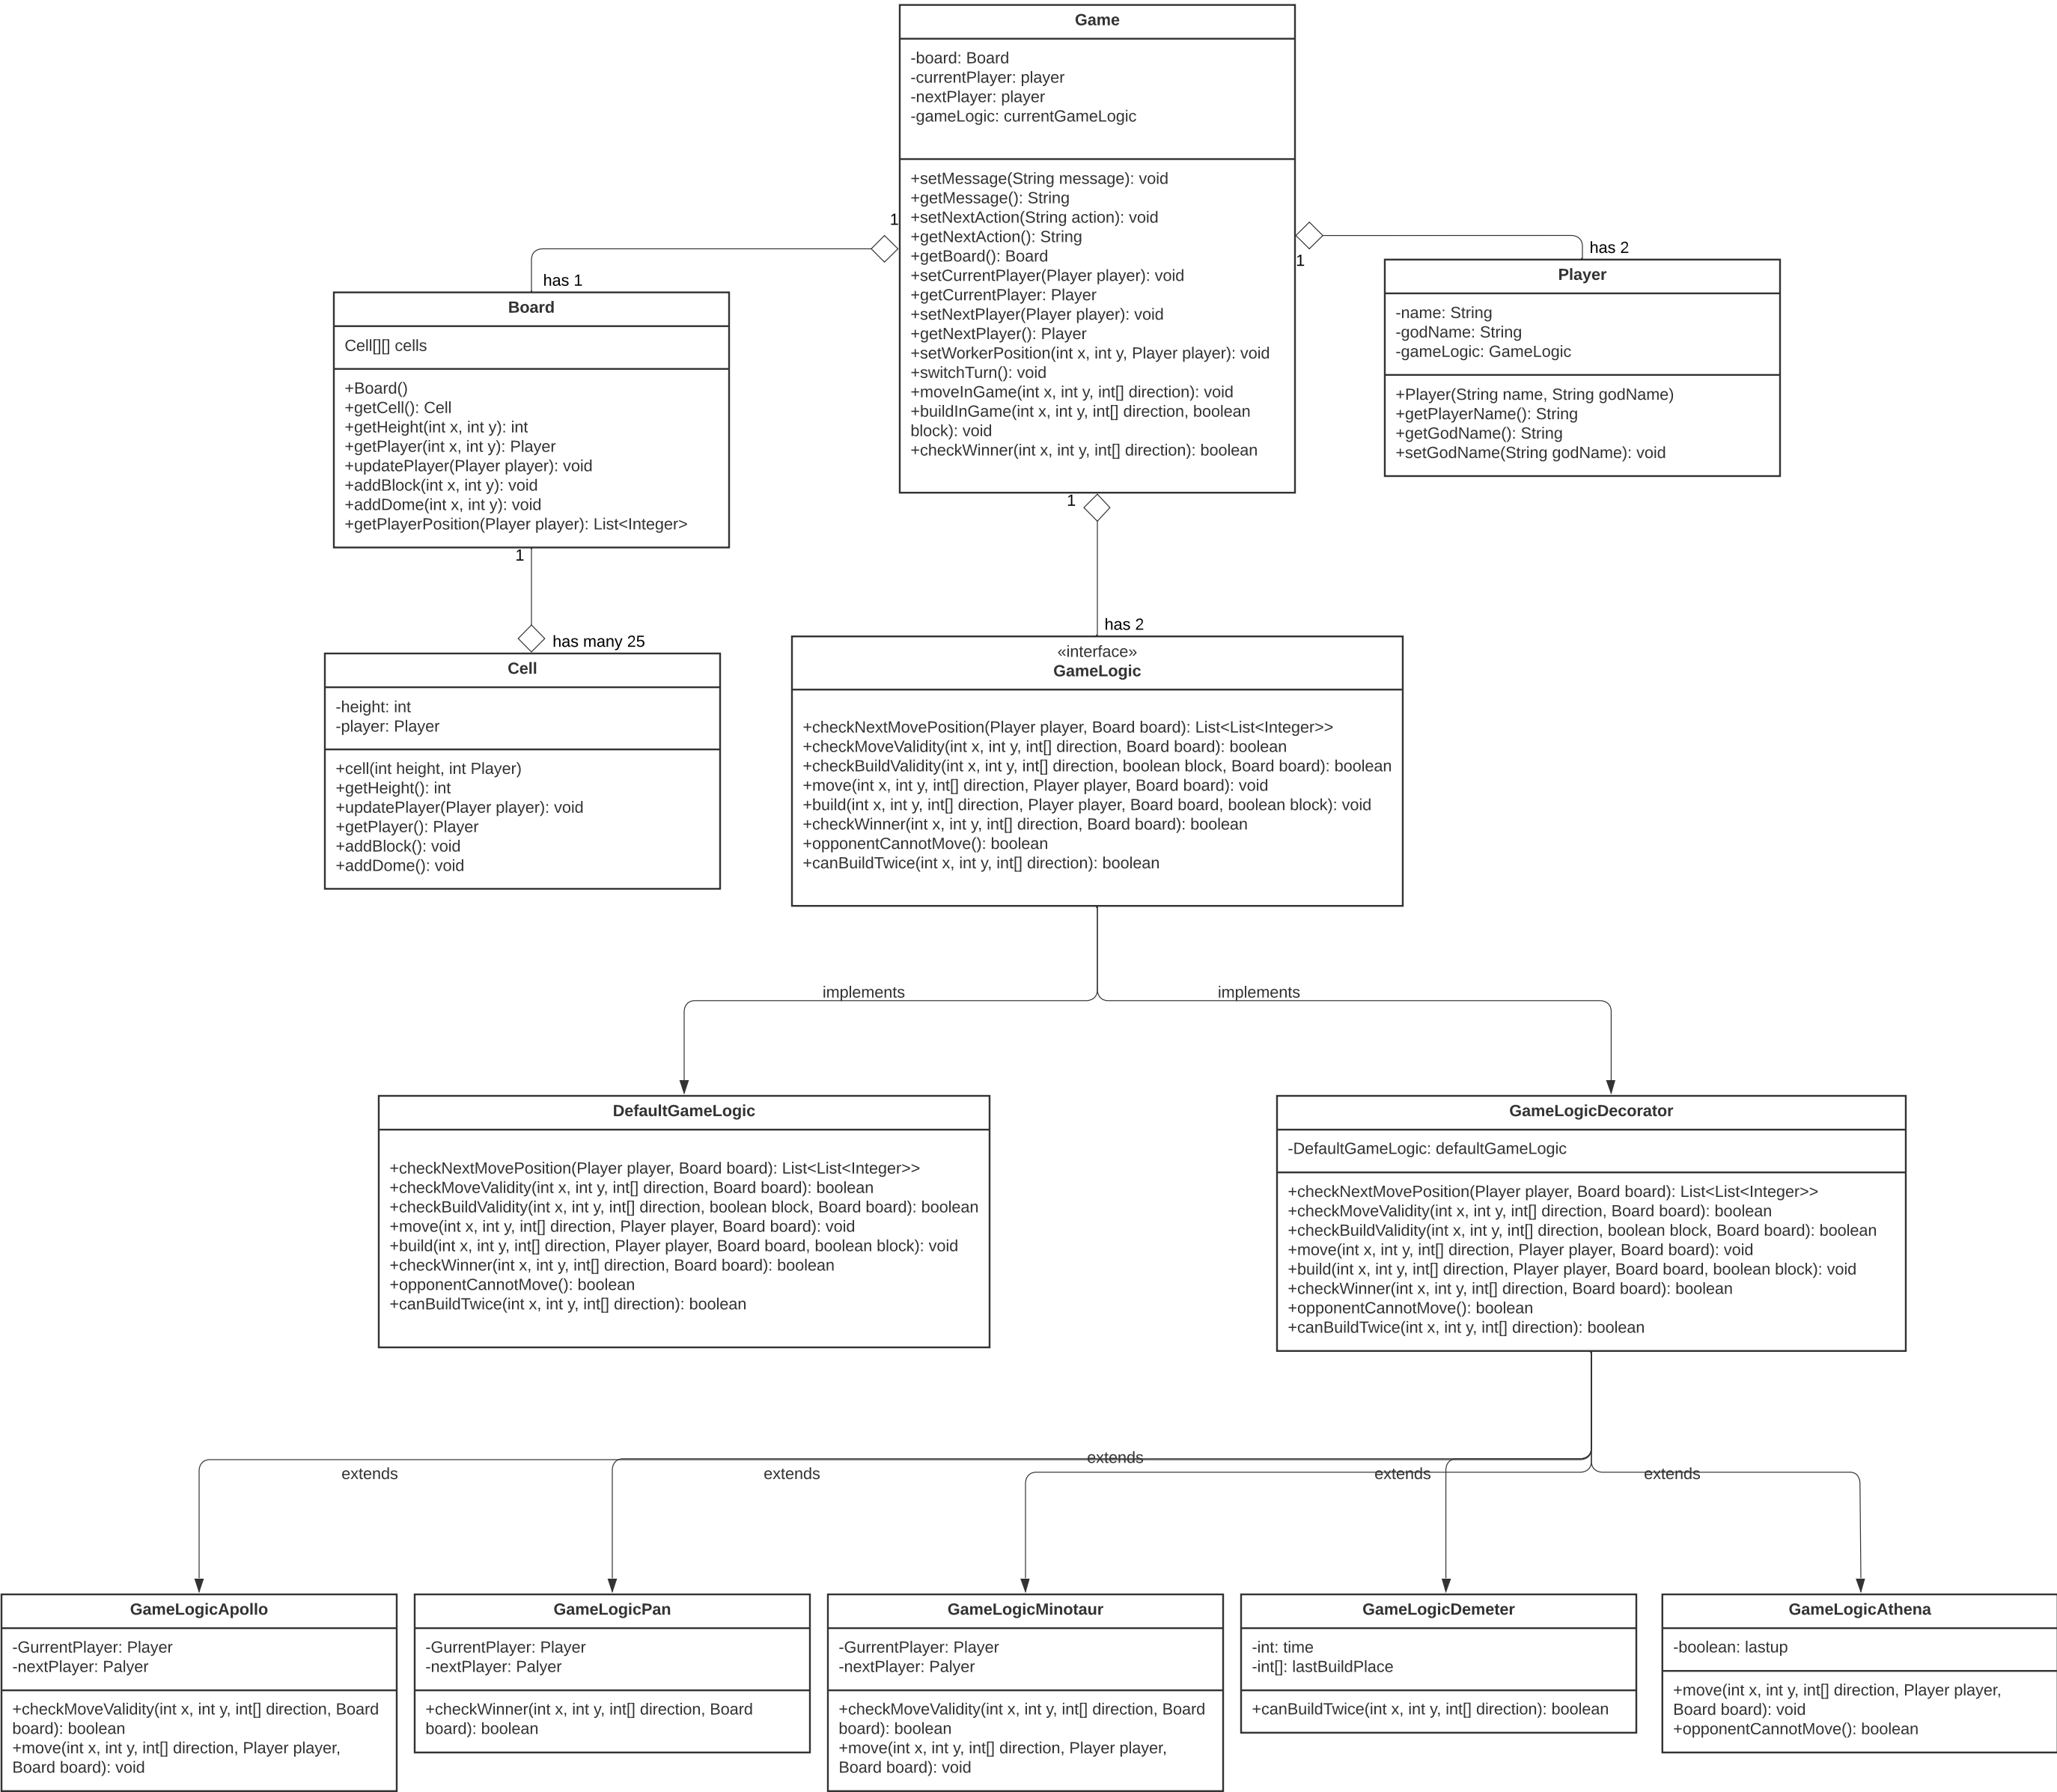 Game
-board: Board
-currentPlayer: player
-nextPlayer: player
-gameLogic: currentGameLogic
+setMessage(String message): void
+getMessage(): String
+setNextAction(String action): void
+getNextAction(): String
+getBoard(): Board
+setCurrentPlayer(Player player): void
+getCurrentPlayer: Player
+setNextPlayer(Player player): void
+getNextPlayer(): Player
+setWorkerPosition(int x, int y, Player player): void
+switchTurn(): void
+moveInGame(int x, int y, int[] direction): void
+buildInGame(int x, int y, int[] direction, boolean
block): void
+checkWinner(int x, int y, int[] direction): boolean
1
has 1
1
has 2
1
has 2
Board
Cell[][] cells
+Board()
+getCell(): Cell
+getHeight(int x, int y): int
+getPlayer(int x, int y): Player
+updatePlayer(Player player): void
+addBlock(int x, int y): void
+addDome(int x, int y): void
+getPlayerPosition(Player player): List<Integer>
1
has many 25
Player
-name: String
-godName: String
-gameLogic: GameLogic
+Player(String name, String godName)
+getPlayerName(): String
+getGodName(): String
+setGodName(String godName): void
Cell
-height: int
-player: Player
+cell(int height, int Player)
+getHeight(): int
+updatePlayer(Player player): void
+getPlayer(): Player
+addBlock(): void
+addDome(): void
«interface»
GameLogic
+checkNextMovePosition(Player player, Board board): List<List<Integer>>
+checkMoveValidity(int x, int y, int[] direction, Board board): boolean
+checkBuildValidity(int x, int y, int[] direction, boolean block, Board board): boolean
+move(int x, int y, int[] direction, Player player, Board board): void
+build(int x, int y, int[] direction, Player player, Board board, boolean block): void
+checkWinner(int x, int y, int[] direction, Board board): boolean
+opponentCannotMove(): boolean
+canBuildTwice(int x, int y, int[] direction): boolean
implements
implements
DefaultGameLogic
+checkNextMovePosition(Player player, Board board): List<List<Integer>>
+checkMoveValidity(int x, int y, int[] direction, Board board): boolean
+checkBuildValidity(int x, int y, int[] direction, boolean block, Board board): boolean
+move(int x, int y, int[] direction, Player player, Board board): void
+build(int x, int y, int[] direction, Player player, Board board, boolean block): void
+checkWinner(int x, int y, int[] direction, Board board): boolean
+opponentCannotMove(): boolean
+canBuildTwice(int x, int y, int[] direction): boolean
GameLogicDecorator
-DefaultGameLogic: defaultGameLogic
+checkNextMovePosition(Player player, Board board): List<List<Integer>>
+checkMoveValidity(int x, int y, int[] direction, Board board): boolean
+checkBuildValidity(int x, int y, int[] direction, boolean block, Board board): boolean
+move(int x, int y, int[] direction, Player player, Board board): void
+build(int x, int y, int[] direction, Player player, Board board, boolean block): void
+checkWinner(int x, int y, int[] direction, Board board): boolean
+opponentCannotMove(): boolean
+canBuildTwice(int x, int y, int[] direction): boolean
extends
extends
extends
extends
extends
GameLogicApollo
-GurrentPlayer: Player
-nextPlayer: Palyer
+checkMoveValidity(int x, int y, int[] direction, Board
board): boolean
+move(int x, int y, int[] direction, Player player,
Board board): void
GameLogicPan
-GurrentPlayer: Player
-nextPlayer: Palyer
+checkWinner(int x, int y, int[] direction, Board
board): boolean
GameLogicMinotaur
-GurrentPlayer: Player
-nextPlayer: Palyer
+checkMoveValidity(int x, int y, int[] direction, Board
board): boolean
+move(int x, int y, int[] direction, Player player,
Board board): void
GameLogicDemeter
-int: time
-int[]: lastBuildPlace
+canBuildTwice(int x, int y, int[] direction): boolean
GameLogicAthena
-boolean: lastup
+move(int x, int y, int[] direction, Player player,
Board board): void
+opponentCannotMove(): boolean